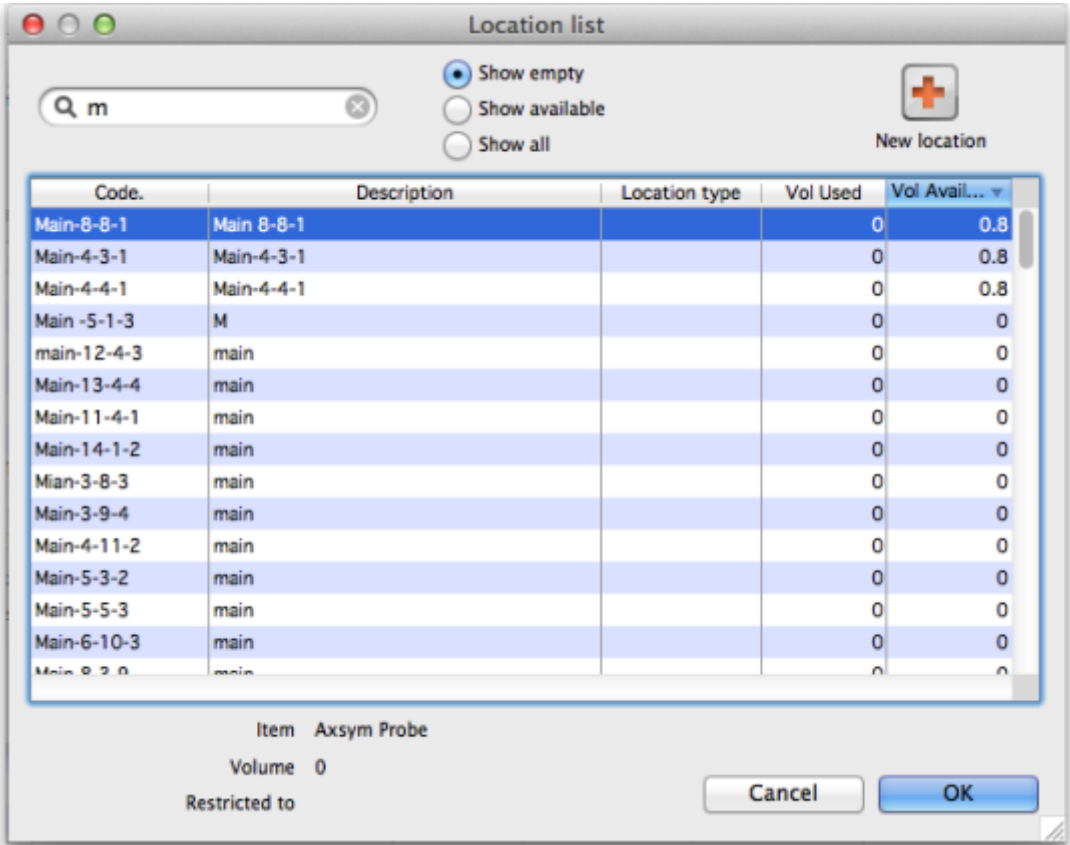 Location list
m
Show empty
Show available
Show all
New location
Code. Description Location type Vol Used Vol Avail...
Main-8-8-1 Main 8-8-1 0 0.8
Main-4-3-1 Main-4-3-1 0 0.8
Main-4-4-1 Main-4-4-1 0 0.8
Main -5-1-3 M 0 0
main-12-4-3 main 0 0
Main-13-4-4 main 0 0
Main-11-4-1 main 0 0
Main-14-1-2 main 0 0
Mian-3-8-3 main 0 0
Main-3-9-4 main 0 0
Main-4-11-2 main 0 0
Main-5-3-2 main 0 0
Main-5-5-3 main 0 0
Main-6-10-3 main 0 0
main 0 0
Item Axsym Probe
Volume 0
Restricted to
Cancel OK